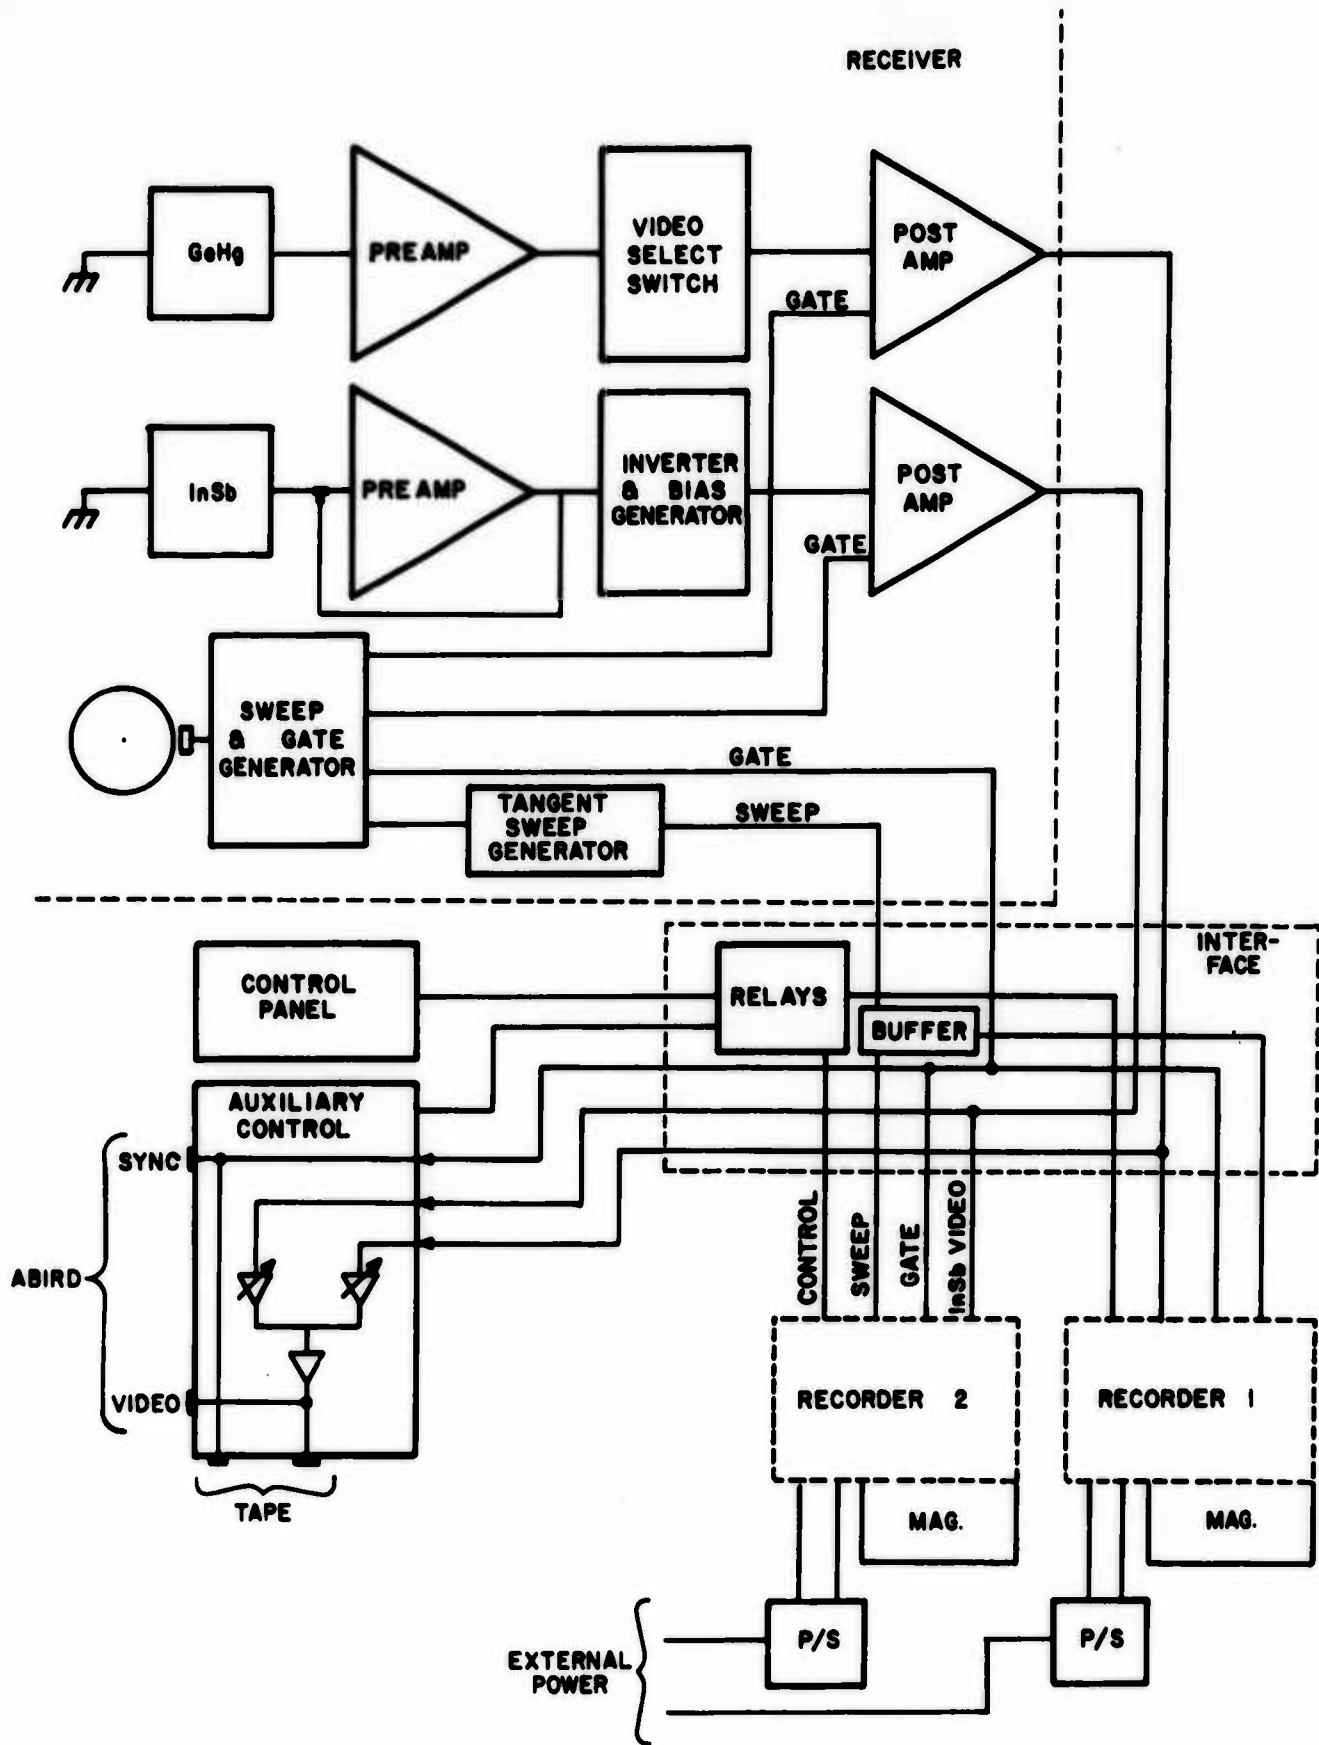 RECEIVER
GeHg
PREAMP
VIDEO
SELECT
SWITCH
POST
AMP
GATE
InSb
PREAMP
INVERTER
& BIAS
GENERATOR
POST
AMP
GATE
SWEEP
& GATE
GENERATOR
GATE
TANGENT
SWEEP
GENERATOR
SWEEP
INTER-
FACE
CONTROL
PANEL
RELAYS
BUFFER
AUXILIARY
CONTROL
SYNC
ABIRD
VIDEO
TAPE
CONTROL
SWEEP
GATE
InSb VIDEO
RECORDER 2
RECORDER 1
MAG.
MAG.
P/S
P/S
EXTERNAL
POWER